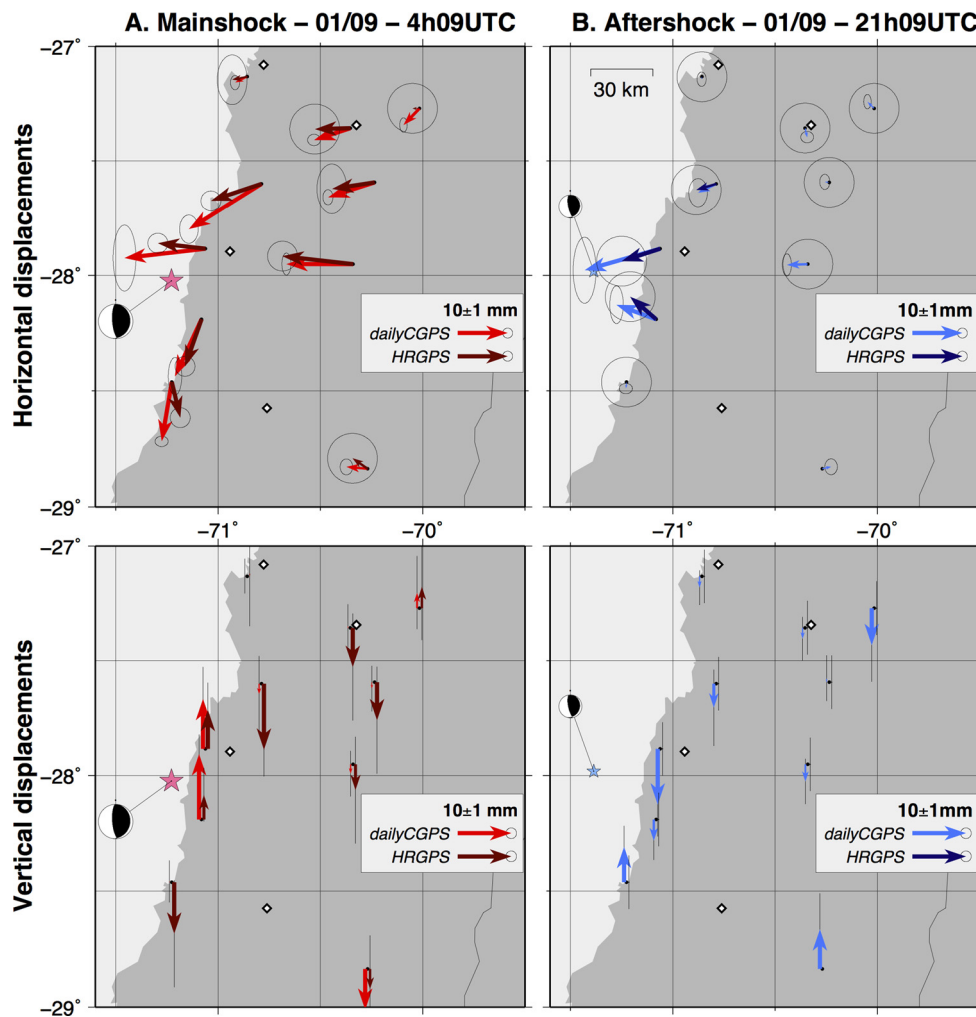 A. Mainshock – 01/09 – 4h09UTC
B. Aftershock – 01/09 – 21h09UTC
Horizontal displacements
−27˚
−28˚
−29˚
30 km
10±1 mm
dailyCGPS
HRGPS
10±1mm
dailyCGPS
HRGPS
−71˚
−70˚
−71˚
−70˚
Vertical displacements
−27˚
−28˚
−29˚
10±1 mm
dailyCGPS
HRGPS
10±1mm
dailyCGPS
HRGPS